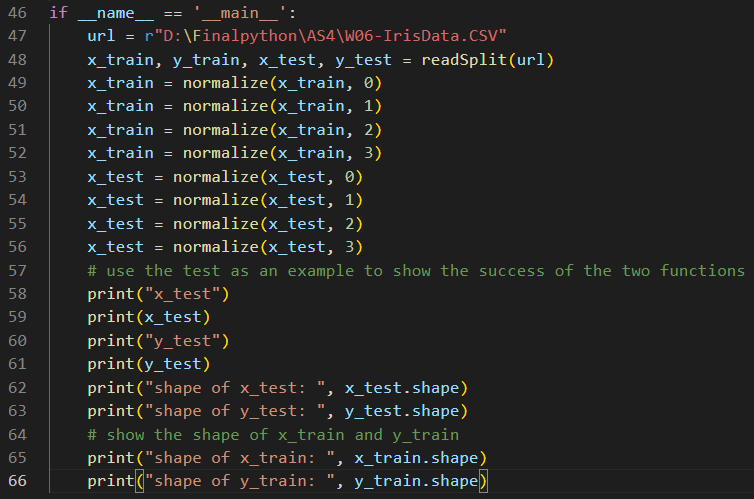 46 if __name__ == '__main__':
47     url = r"D:\Finalpython\AS4\W06-IrisData.CSV"
48     x_train, y_train, x_test, y_test = readSplit(url)
49     x_train = normalize(x_train, 0)
50     x_train = normalize(x_train, 1)
51     x_train = normalize(x_train, 2)
52     x_train = normalize(x_train, 3)
53     x_test = normalize(x_test, 0)
54     x_test = normalize(x_test, 1)
55     x_test = normalize(x_test, 2)
56     x_test = normalize(x_test, 3)
57     # use the test as an example to show the success of the two functions
58     print("x_test")
59     print(x_test)
60     print("y_test")
61     print(y_test)
62     print("shape of x_test: ", x_test.shape)
63     print("shape of y_test: ", y_test.shape)
64     # show the shape of x_train and y_train
65     print("shape of x_train: ", x_train.shape)
66     print("shape of y_train: ", y_train.shape)